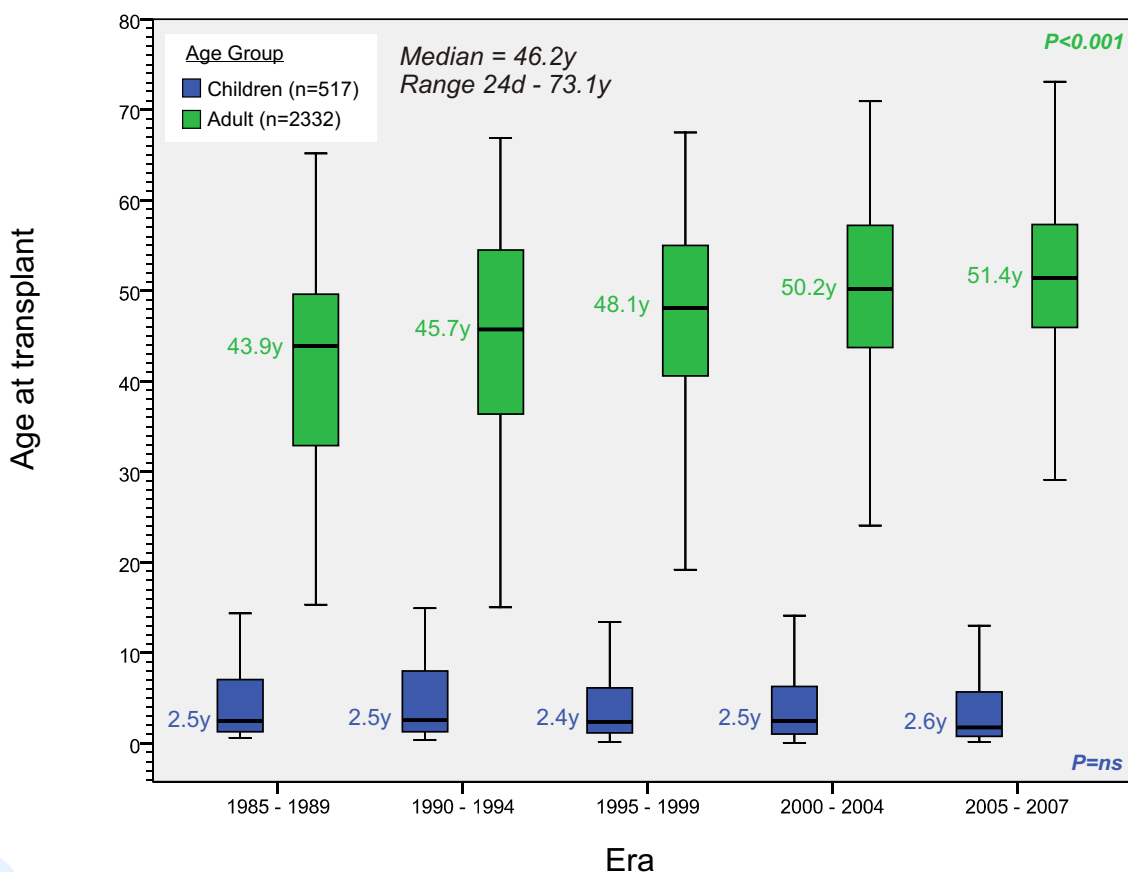 80
70
60
50
40
30
20
10
0
Age at transplant
Age Group
Children (n=517)
Adult (n=2332)
Median = 46.2y
Range 24d - 73.1y
P<0.001
43.9y
45.7y
48.1y
50.2y
51.4y
2.5y
2.5y
2.4y
2.5y
2.6y
P=ns
1985 - 1989
1990 - 1994
1995 - 1999
2000 - 2004
2005 - 2007
Era